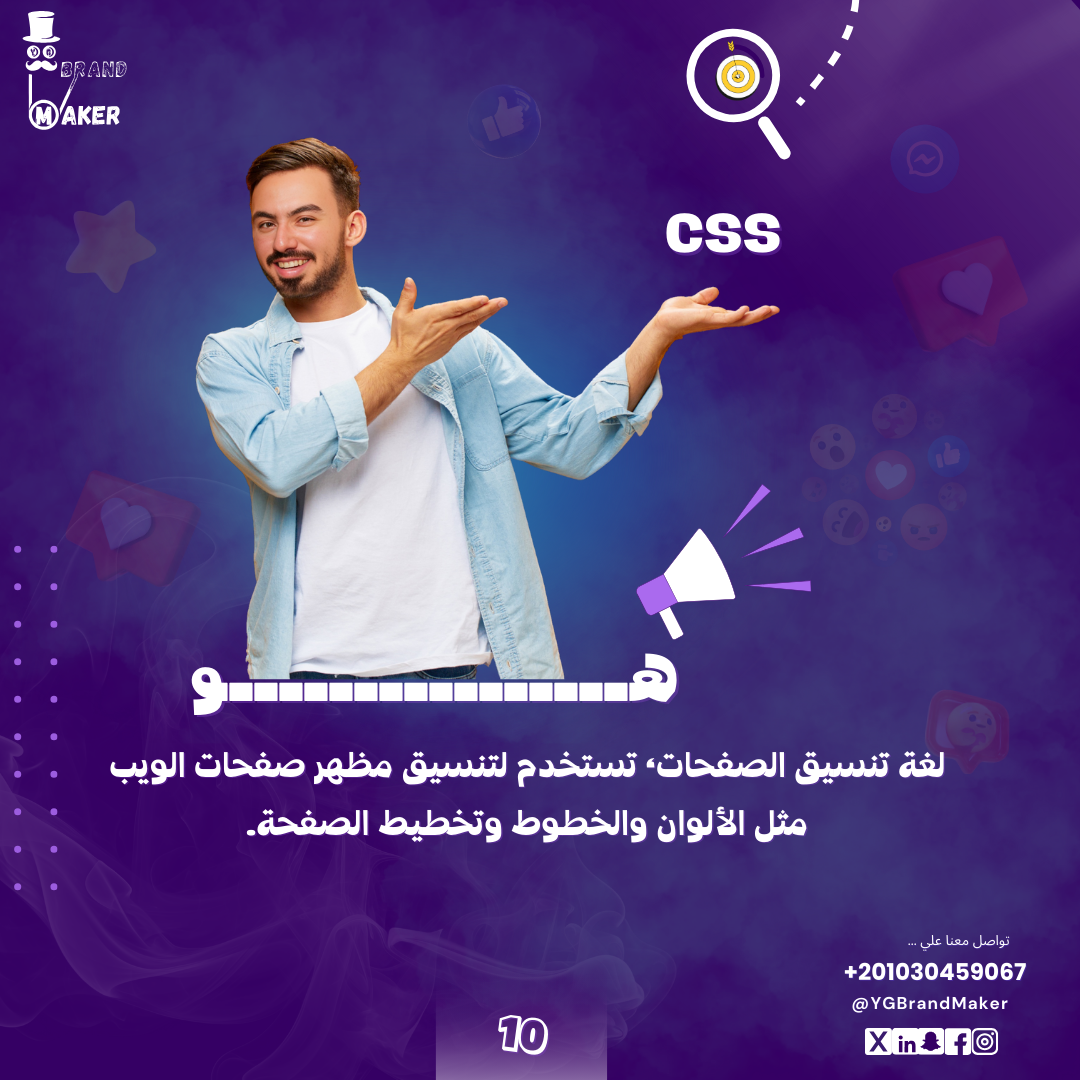 BRAND
MAKER
CSS
هـــــــــــــــــو
لغة تنسيق الصفحات، تستخدم لتنسيق مظهر صفحات الويب
مثل الألوان والخطوط وتخطيط الصفحة.
تواصل معنا علي ...
+201030459067
@YGBrandMaker
10